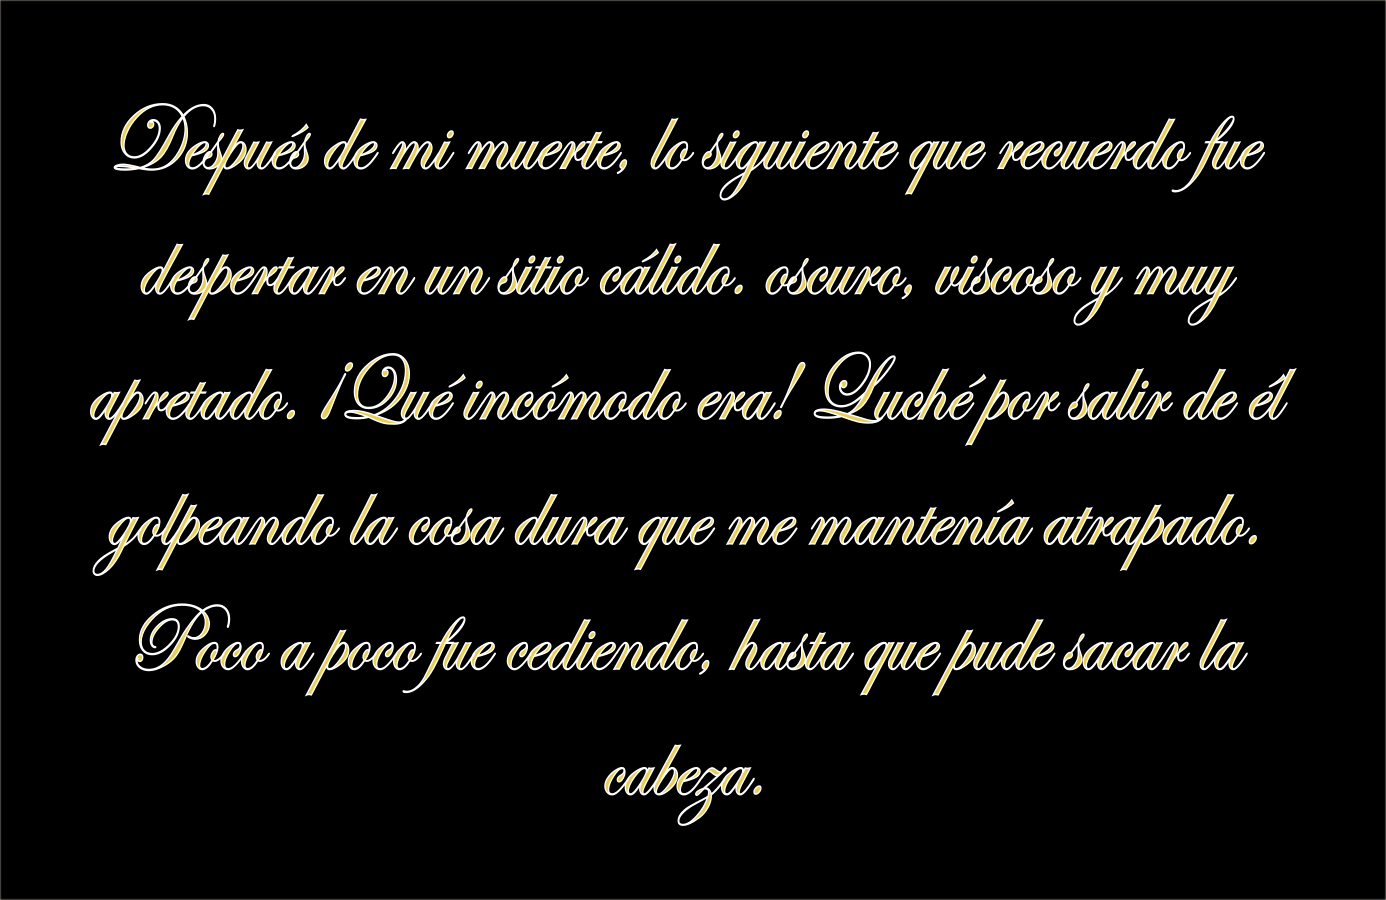 Después de mi muerte, lo siguiente que recuerdo fue
despertar en un sitio cálido. oscuro, viscoso y muy
apretado. ¡Qué incómodo era! Luché por salir de él
golpeando la cosa dura que me mantenía atrapado.
Poco a poco fue cediendo, hasta que pude sacar la
cabeza.